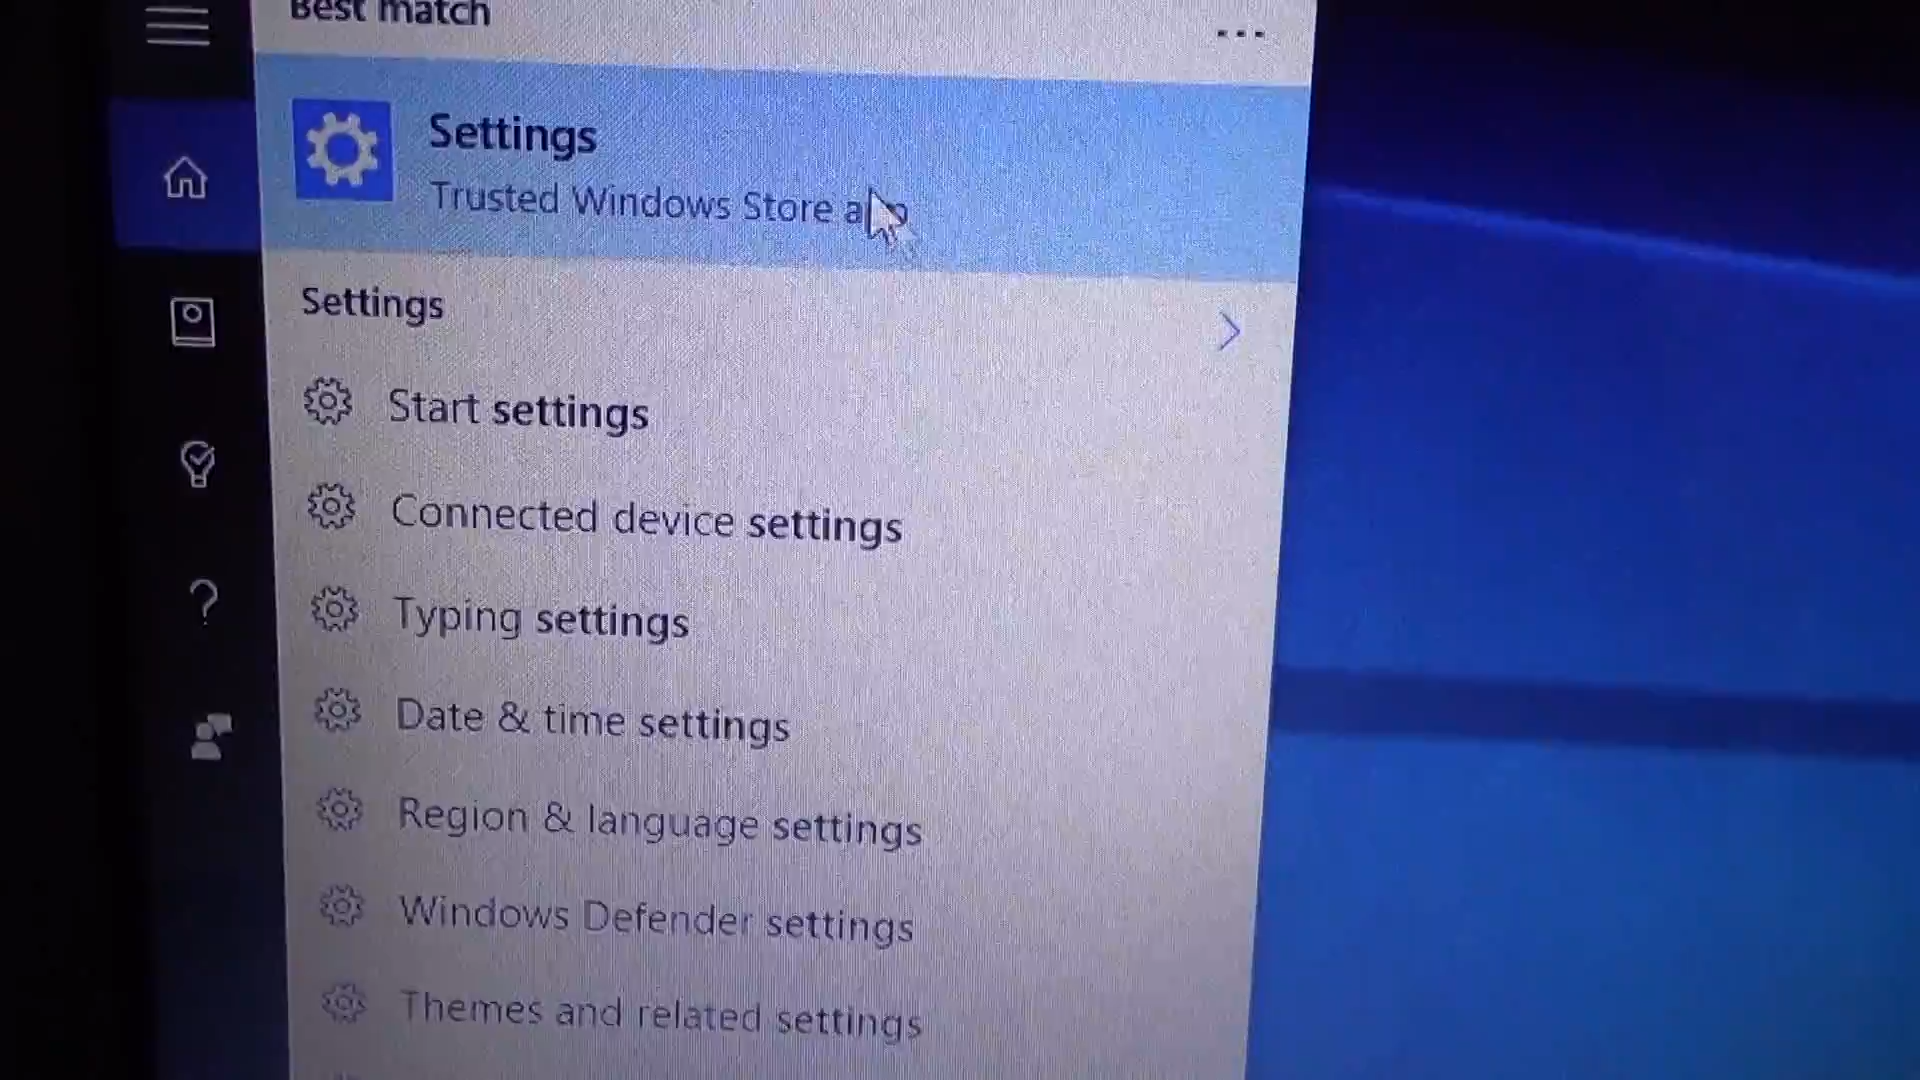 Best match
Settings
Trusted Windows Store app
Settings
Start settings
Connected device settings
Typing settings
Date & time settings
Region & language settings
Windows Defender settings
Themes and related settings